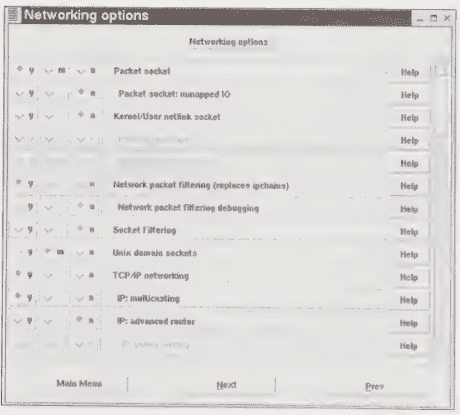 Networking options
Networking options
y m n Packet socket Help
y n Packet socket: mmapped IO Help
y n Kernel/User netlink socket Help
Help
Help
y n Network packet filtering (replaces ipchains) Help
y n Network packet filtering debugging Help
y n Socket Filtering Help
y m n Unix domain sockets Help
y n TCP/IP networking Help
y n IP: multicasting Help
y n IP: advanced router Help
Help
Main Menu Next Prev